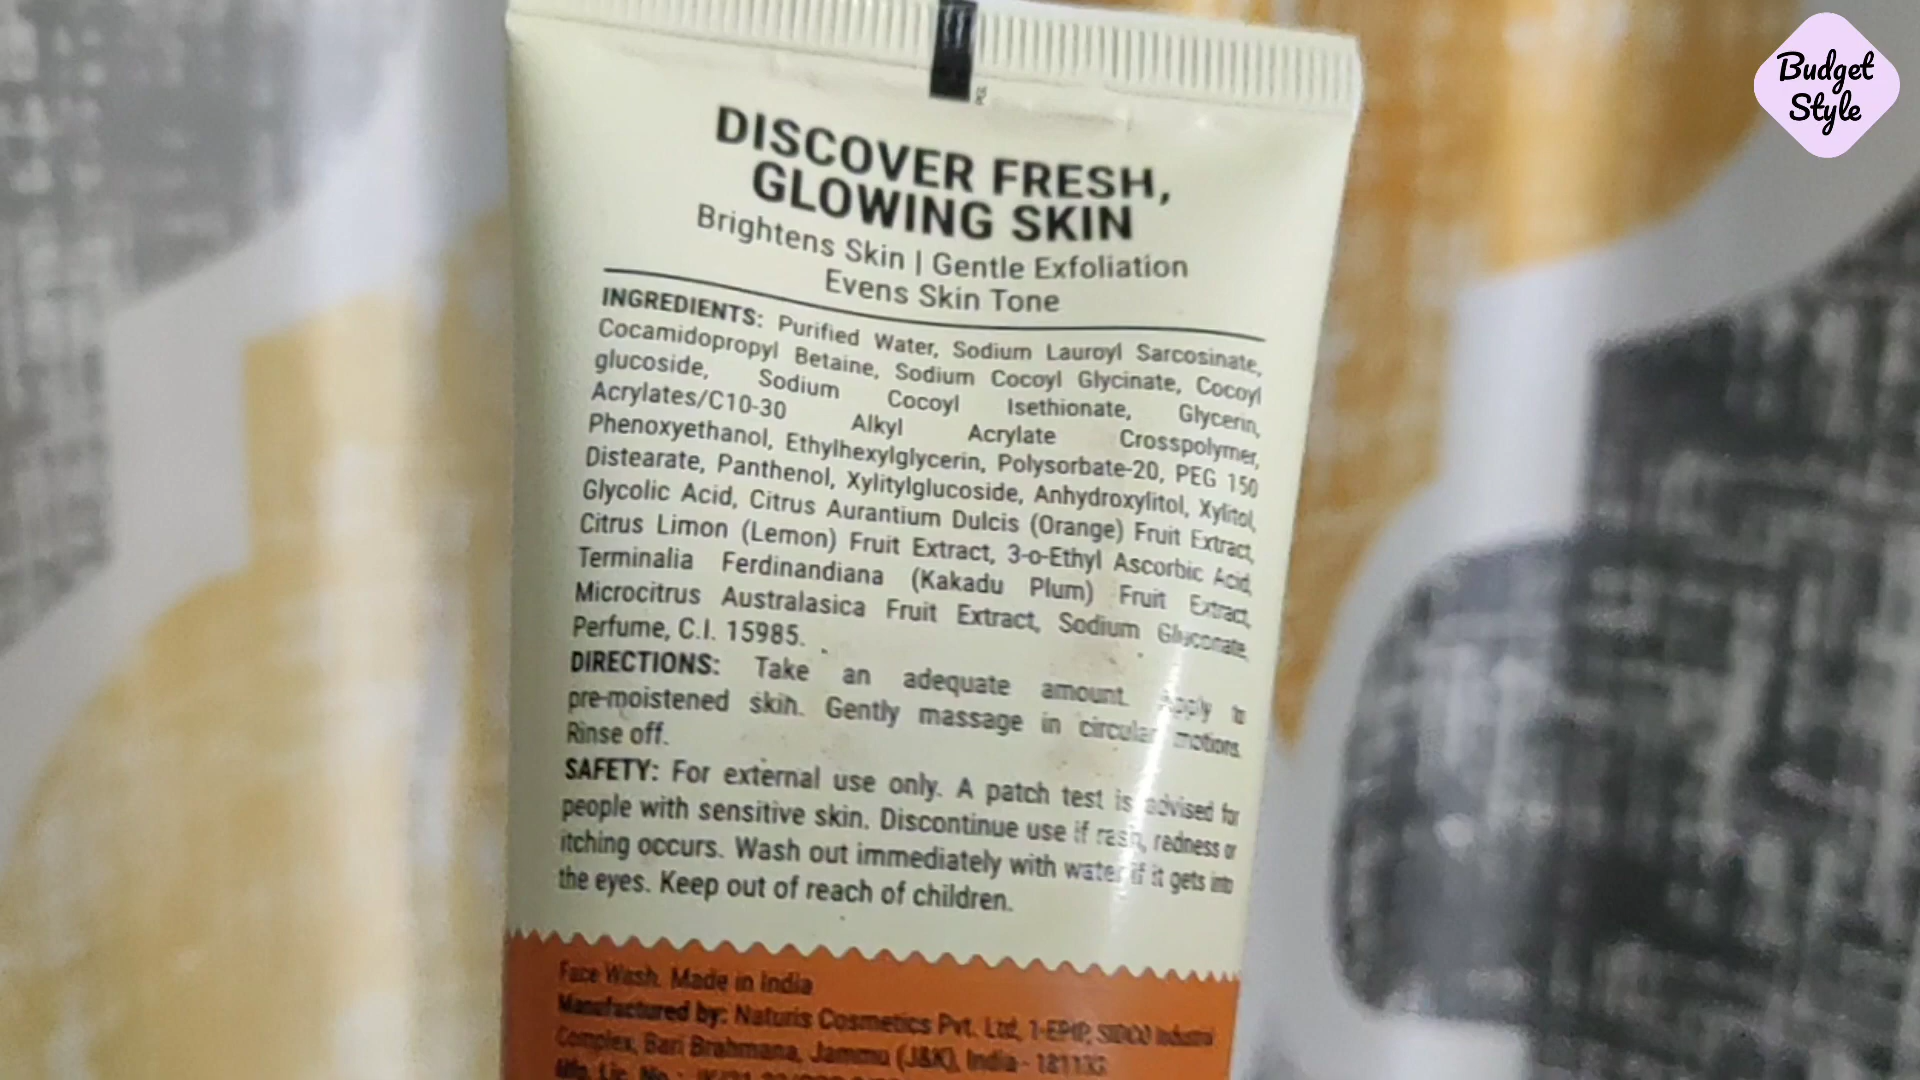 Budget
Style
DISCOVER FRESH,
GLOWING SKIN
Brightens Skin | Gentle Exfoliation
Evens Skin Tone
INGREDIENTS: Purified Water, Sodium Lauroyl Sarcosinate,
Cocamidopropyl Betaine, Sodium Cocoyl Glycinate, Cocoyl
glucoside, Sodium Cocoyl Isethionate, Glycerin,
Acrylates/C10-30 Alkyl Acrylate Crosspolymer,
Phenoxyethanol, Ethylhexylglycerin, Polysorbate-20, PEG 150
Distearate, Panthenol, Xylitylglucoside, Anhydroxylitol, Xylitol,
Glycolic Acid, Citrus Aurantium Dulcis (Orange) Fruit Extract,
Citrus Limon (Lemon) Fruit Extract, 3-o-Ethyl Ascorbic Acid,
Terminalia Ferdinandiana (Kakadu Plum) Fruit Extract,
Microcitrus Australasica Fruit Extract, Sodium Gluconate,
Perfume, C.I. 15985.
DIRECTIONS: Take an adequate amount. Apply to
pre-moistened skin. Gently massage in circular motions.
Rinse off.
SAFETY: For external use only. A patch test is advised for
people with sensitive skin. Discontinue use if rash, redness or
itching occurs. Wash out immediately with water if it gets into
the eyes. Keep out of reach of children.
Face Wash. Made in India
Manufactured by: Naturis Cosmetics Pvt. Ltd, 1-EPIP, SIDCO Industrial
Complex, Bari Brahmana, Jammu (J&K), India -
Mfg. Lic. No.: